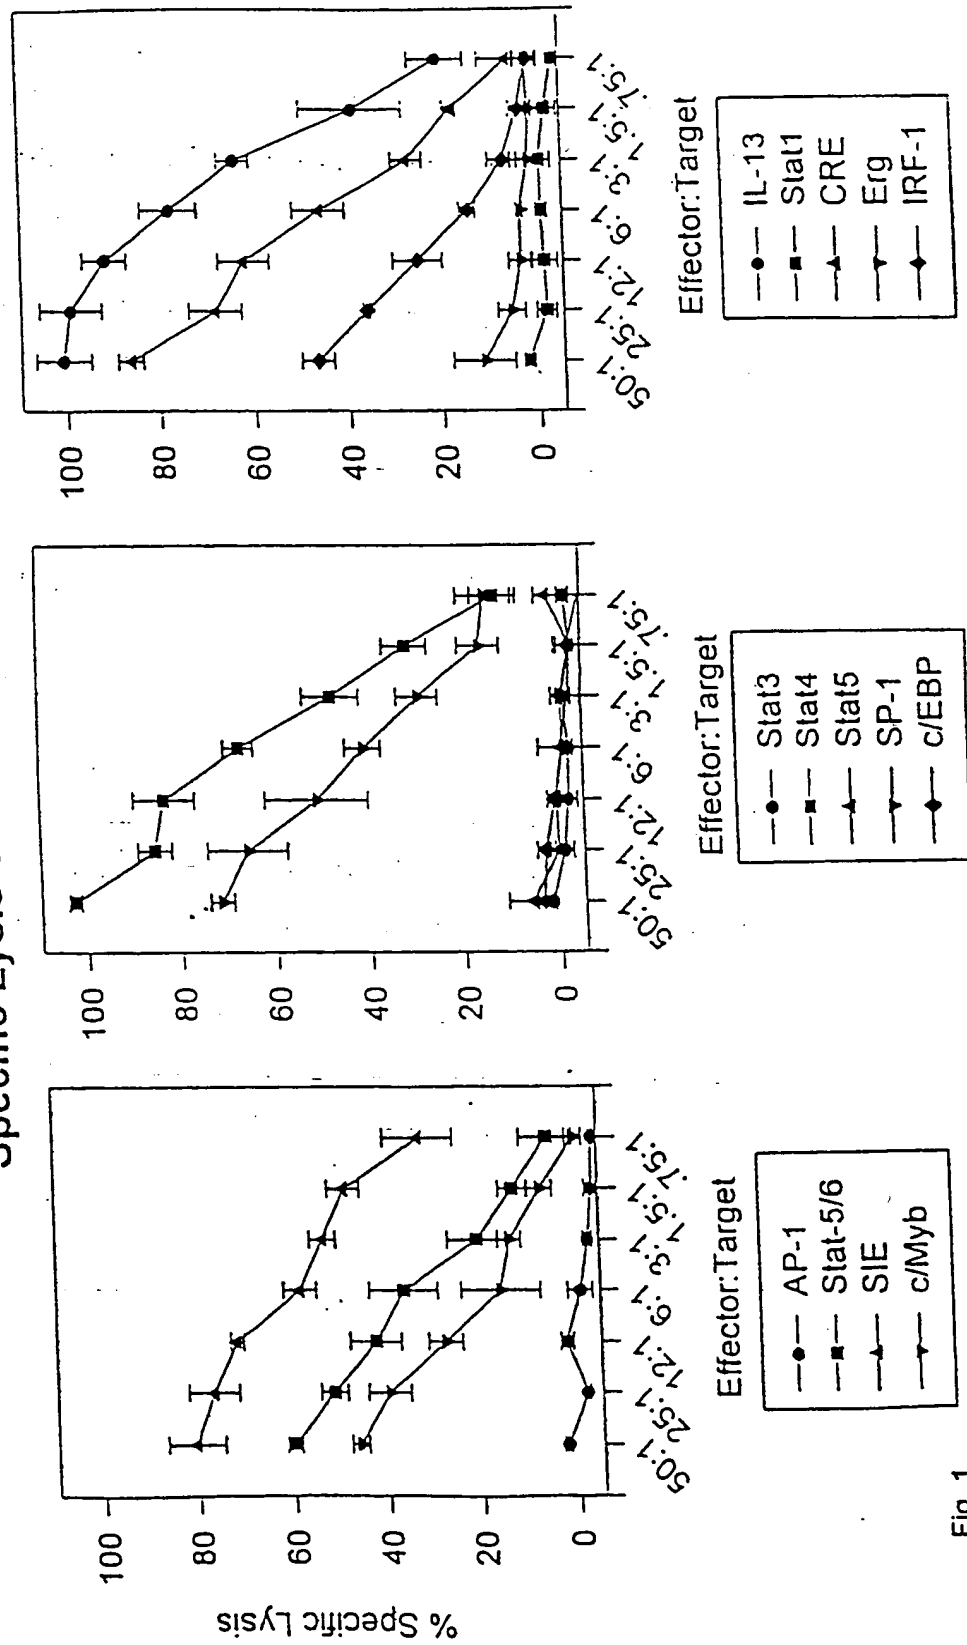 Specific Lysis
% Specific Lysis
100
80
60
40
20
0
50:1 25:1 12:1 6:1 3:1 1.5:1 .75:1
Effector:Target
AP-1
Stat-5/6
SIE
c/Myb
100
80
60
40
20
0
50:1 25:1 12:1 6:1 3:1 1.5:1 .75:1
Effector:Target
Stat3
Stat4
Stat5
SP-1
c/EBP
100
80
60
40
20
0
50:1 25:1 12:1 6:1 3:1 1.5:1 .75:1
Effector:Target
IL-13
Stat1
CRE
Erg
IRF-1
Fig. 1